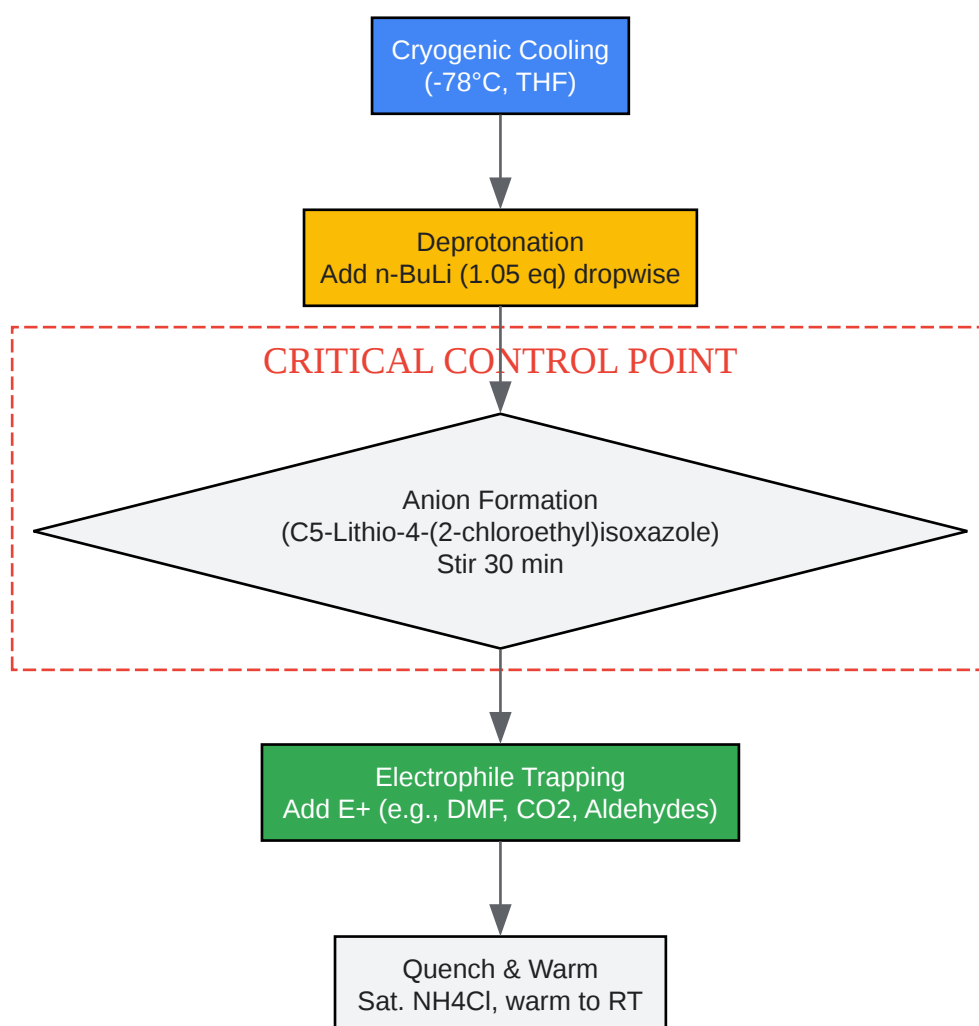 Cryogenic Cooling
(-78°C, THF)
Deprotonation
Add n-BuLi (1.05 eq) dropwise
CRITICAL CONTROL POINT
Anion Formation
(C5-Lithio-4-(2-chloroethyl)isoxazole)
Stir 30 min
Electrophile Trapping
Add E+ (e.g., DMF, CO2, Aldehydes)
Quench & Warm
Sat. NH4Cl, warm to RT